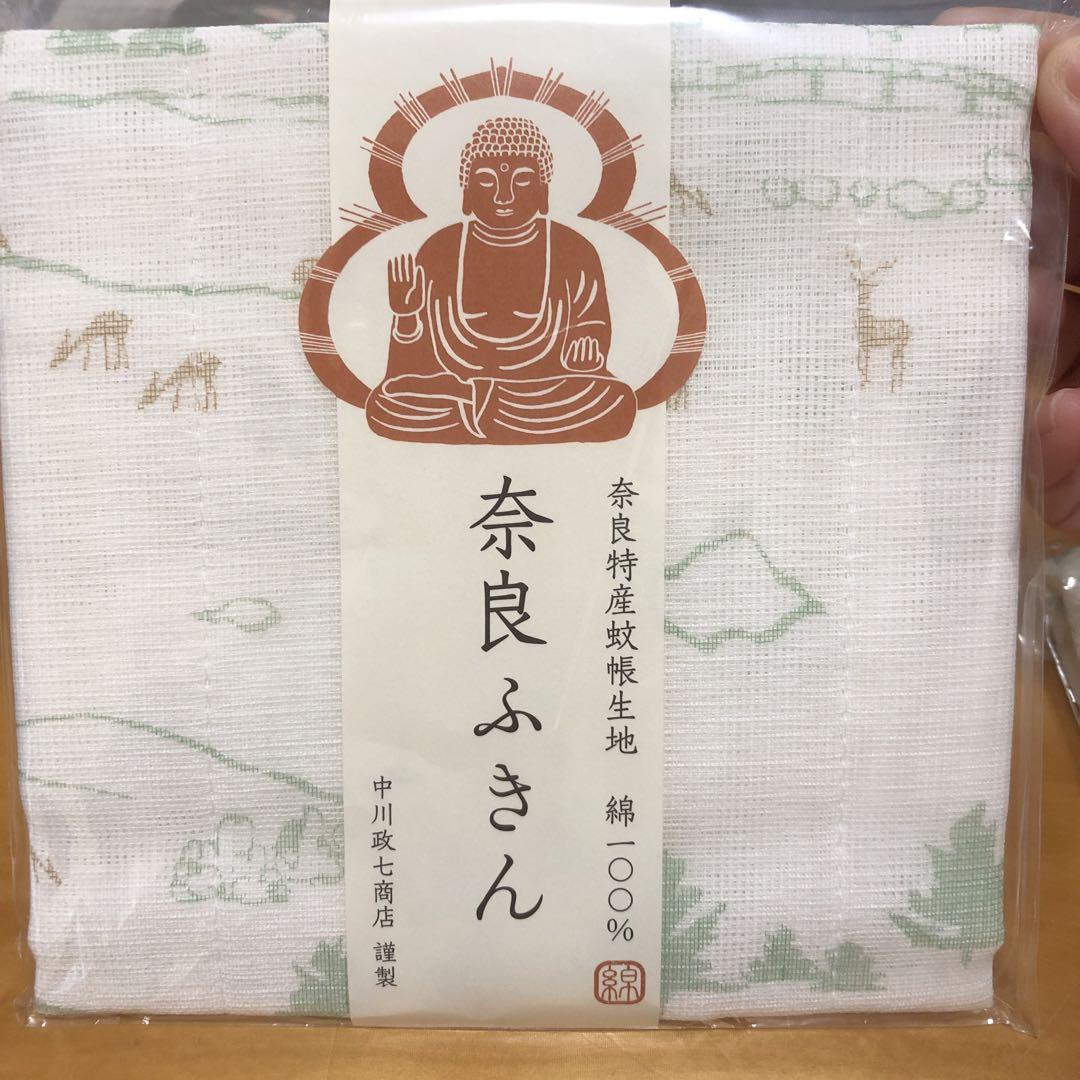 奈良特産蚊帳生地 綿一〇〇%
綿
奈良ふきん
中川政七商店 謹製